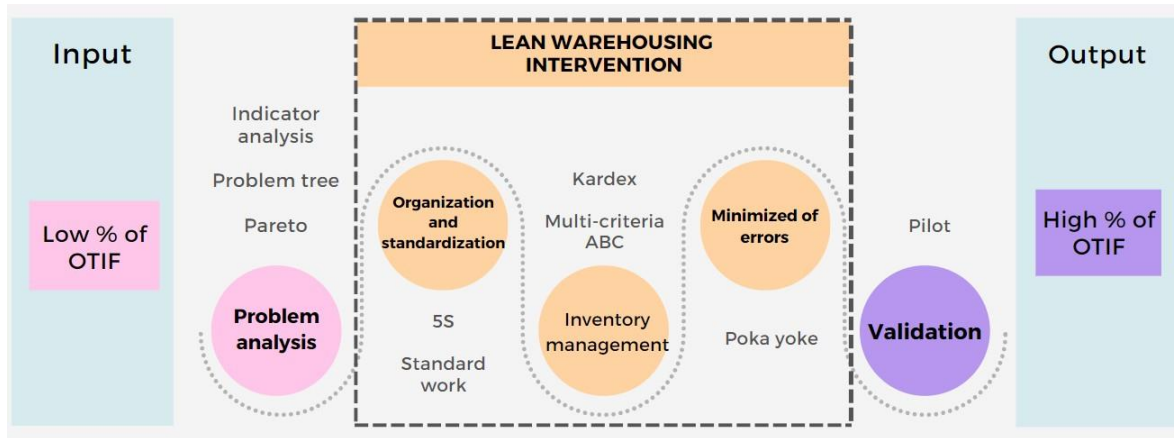 Input
Low % of
OTIF
Indicator
analysis
Problem tree
Pareto
Problem
analysis
LEAN WAREHOUSING
INTERVENTION
Organization
and
standardization
5S
Standard
work
Kardex
Multi-criteria
ABC
Inventory
management
Minimized of
errors
Poka yoke
Pilot
Validation
Output
High % of
OTIF